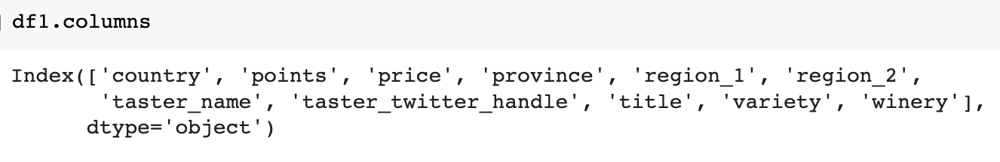 df1.columns
Index(['country', 'points', 'price', 'province', 'region_1', 'region_2',
'taster_name', 'taster_twitter_handle', 'title', 'variety', 'winery'],
dtype='object')